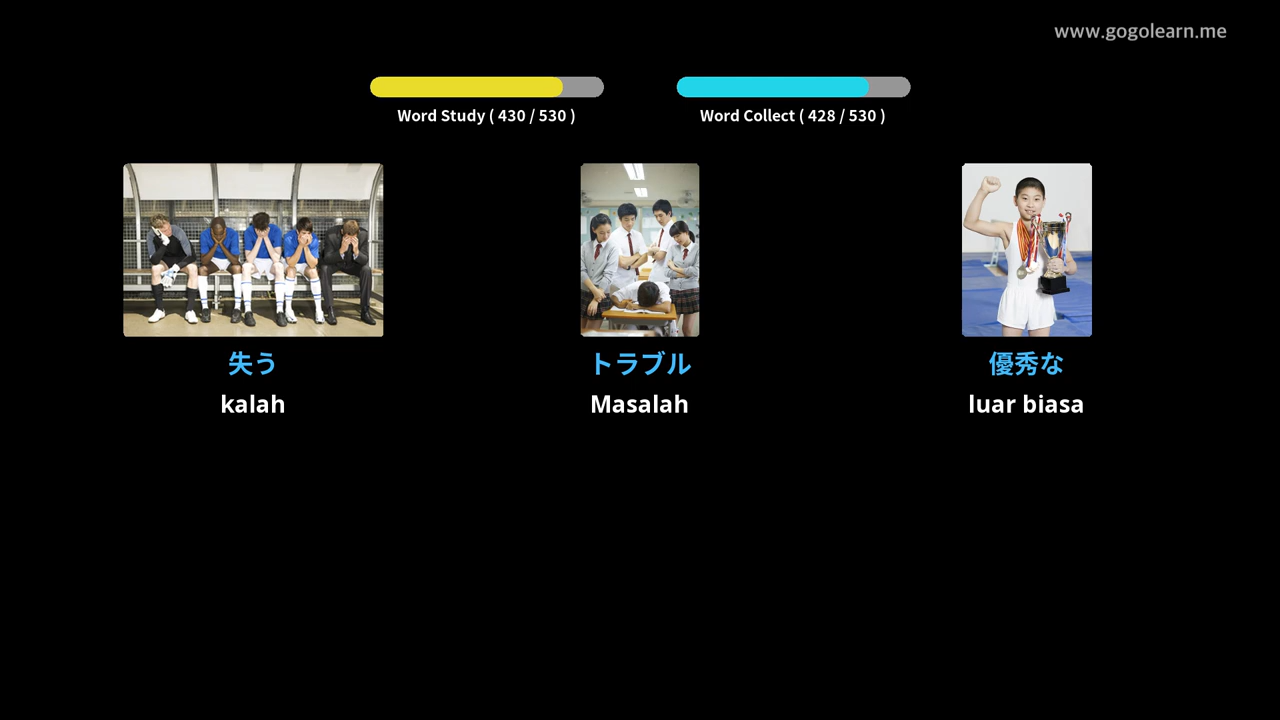 www.gogolearn.me
Word Study ( 430 / 530 )
Word Collect ( 428 / 530 )
失う
トラブル
優秀な
kalah
Masalah
luar biasa